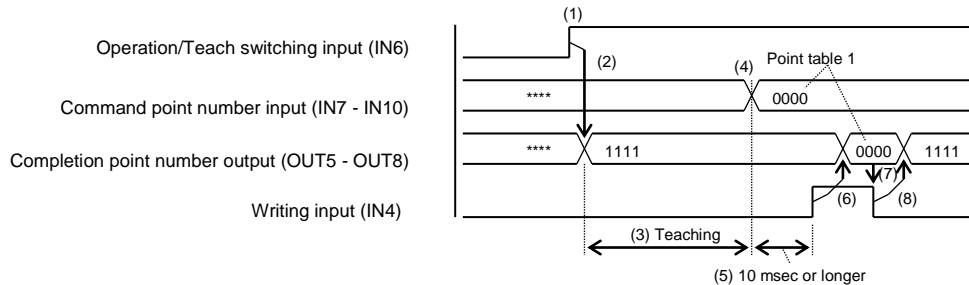 (1)
Operation/Teach switching input (IN6)
(2)
(4)
Point table 1
Command point number input (IN7 - IN10)
****
0000
Completion point number output (OUT5 - OUT8)
****
1111
0000
1111
(7)
Writing input (IN4)
(6)
(8)
(3) Teaching
(5) 10 msec or longer